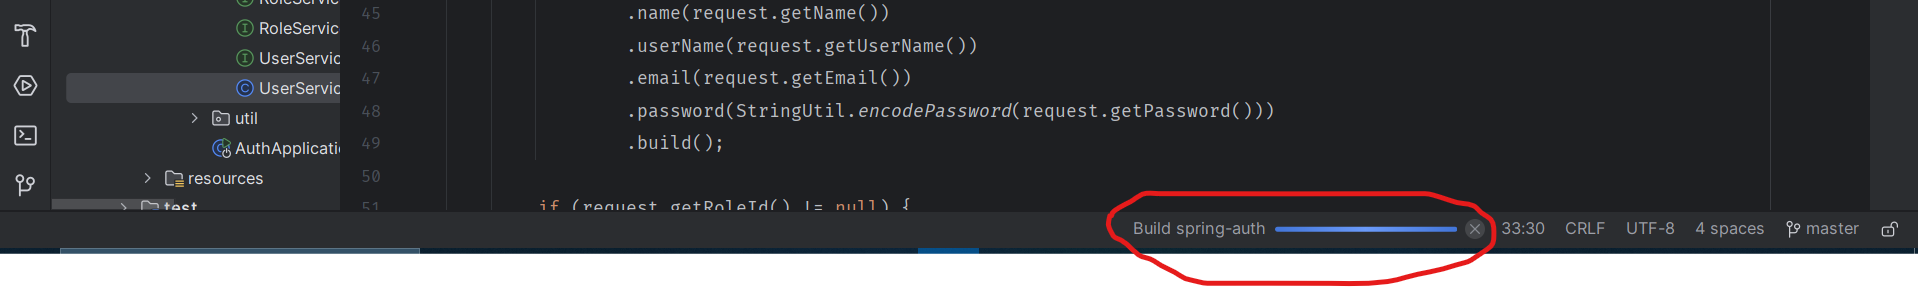 RoleServic
RoleServic
UserServic
UserServic
util
AuthApplicati
resources
test
45 .name(request.getName())
46 .userName(request.getUserName())
47 .email(request.getEmail())
48 .password(StringUtil.encodePassword(request.getPassword()))
49 .build();
50
51 if (request.getRoleId() != null) {
Build spring-auth 33:30 CRLF UTF-8 4 spaces master